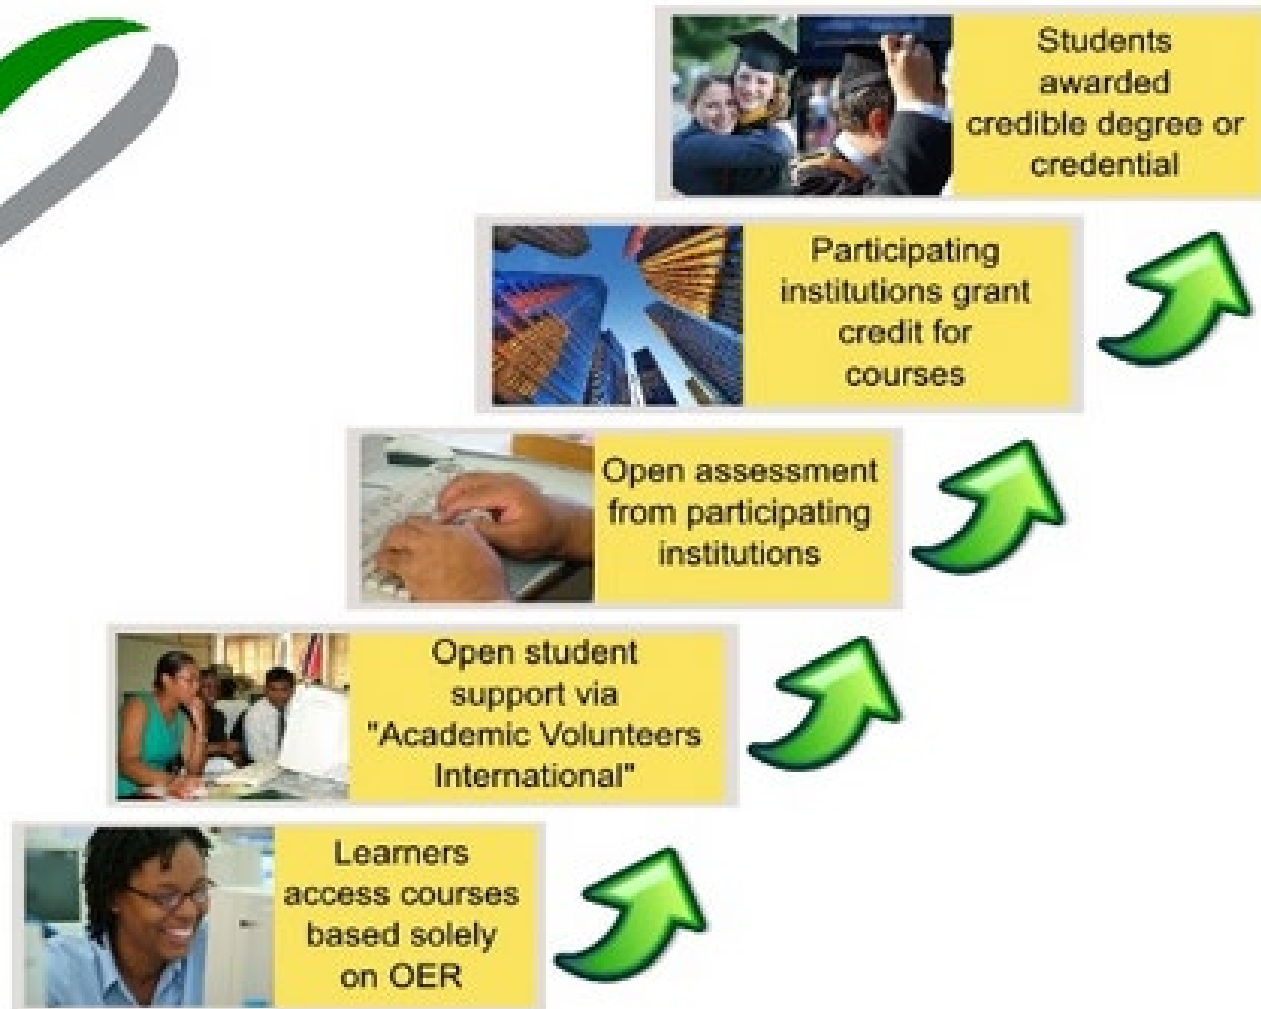 Students
awarded
credible degree or
credential
Participating
institutions grant
credit for
courses
Open assessment
from participating
institutions
Open student
support via
"Academic Volunteers
International"
Learners
access courses
based solely
on OER